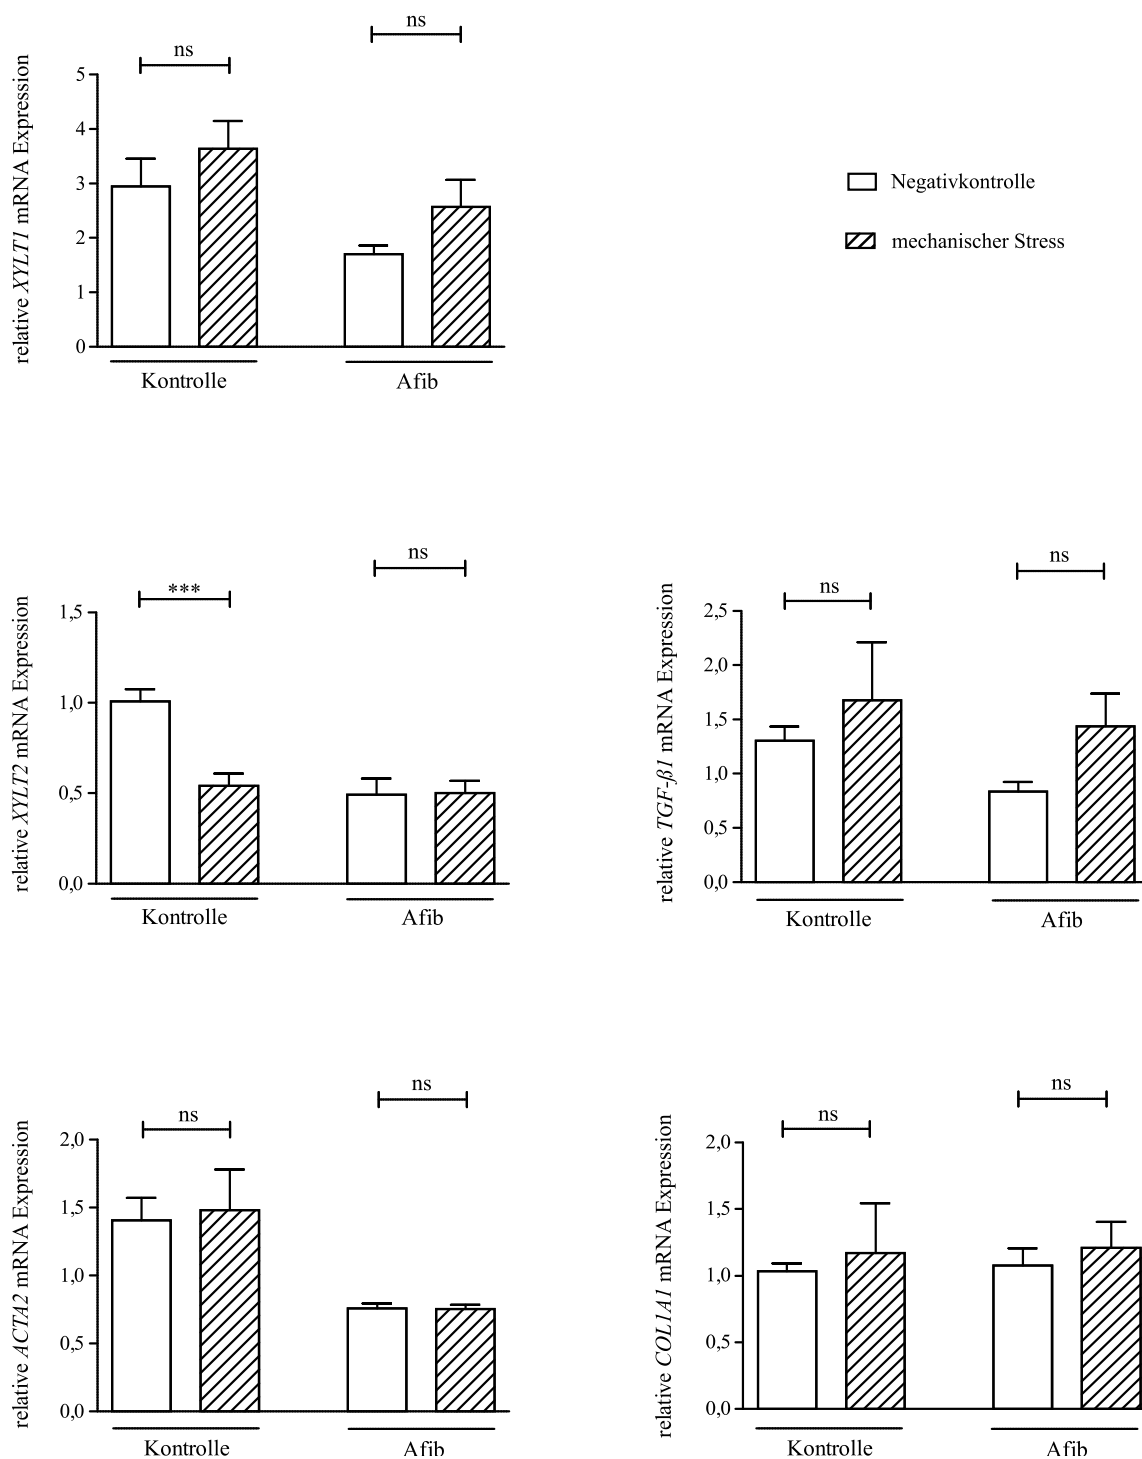 ns
ns
relative XYLT1 mRNA Expression
5
4
3
2
1
0
Kontrolle
Afib
Negativkontrolle
mechanischer Stress
***
ns
relative XYLT2 mRNA Expression
1,5
1,0
0,5
0,0
Kontrolle
Afib
ns
ns
relative TGF-β1 mRNA Expression
2,5
2,0
1,5
1,0
0,5
0,0
Kontrolle
Afib
ns
ns
relative ACTA2 mRNA Expression
2,0
1,5
1,0
0,5
0,0
Kontrolle
Afib
ns
ns
relative COL1A1 mRNA Expression
2,0
1,5
1,0
0,5
0,0
Kontrolle
Afib